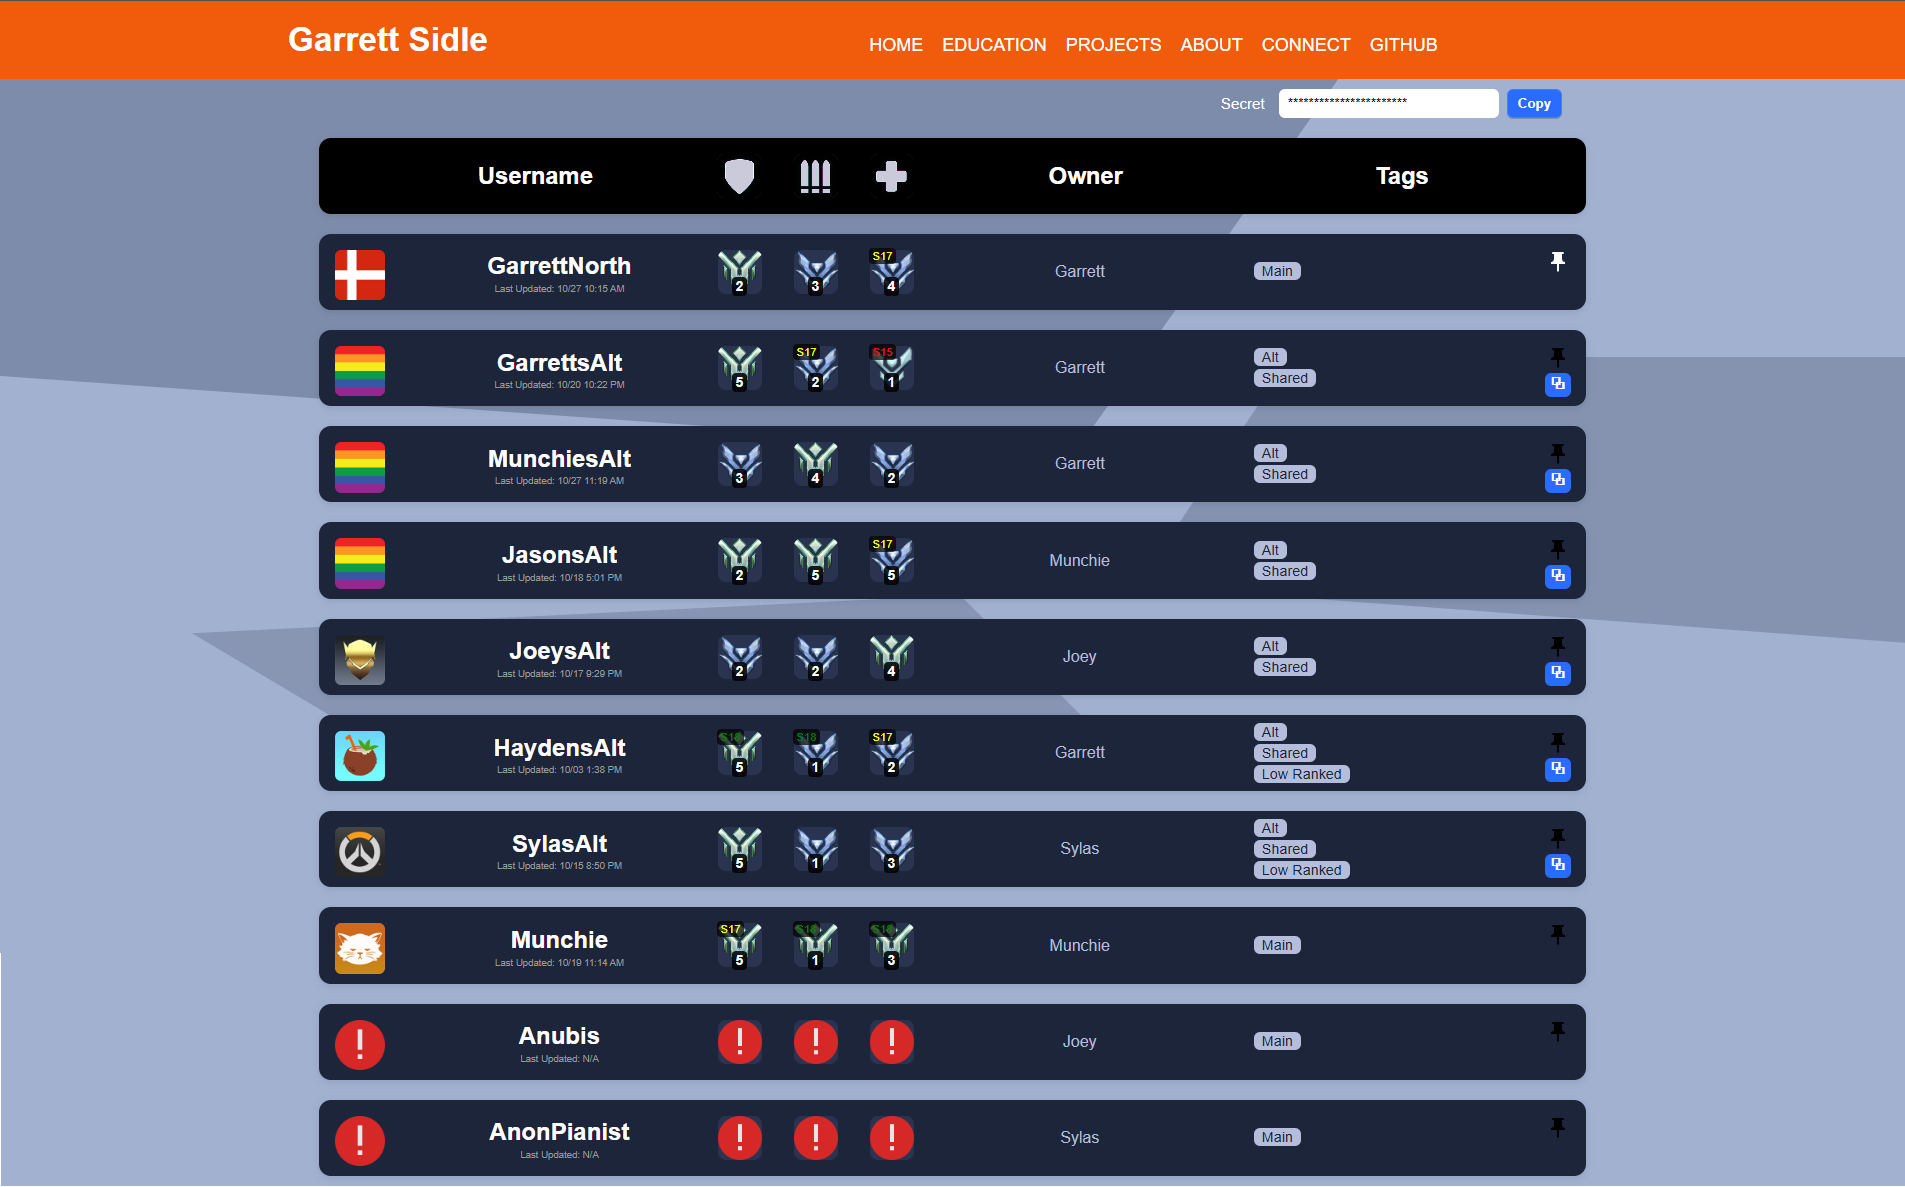 Garrett Sidle
HOME EDUCATION PROJECTS ABOUT CONNECT GITHUB
Secret *********************** Copy
Username Owner Tags
GarrettNorth
Last Updated: 10/27 10:15 AM
2 3 S17 4
Garrett
Main
GarrettsAlt
Last Updated: 10/20 10:22 PM
5 S17 2 S15 1
Garrett
Alt
Shared
MunchiesAlt
Last Updated: 10/27 11:19 AM
3 4 2
Garrett
Alt
Shared
JasonsAlt
Last Updated: 10/18 5:01 PM
2 5 S17 5
Munchie
Alt
Shared
JoeysAlt
Last Updated: 10/17 9:29 PM
2 2 4
Joey
Alt
Shared
HaydensAlt
Last Updated: 10/03 1:38 PM
S18 5 S18 1 S17 2
Garrett
Alt
Shared
Low Ranked
SylasAlt
Last Updated: 10/15 8:50 PM
5 1 3
Sylas
Alt
Shared
Low Ranked
Munchie
Last Updated: 10/19 11:14 AM
S17 5 S18 1 S18 3
Munchie
Main
Anubis
Last Updated: N/A
! ! ! !
Joey
Main
AnonPianist
Last Updated: N/A
! ! ! !
Sylas
Main